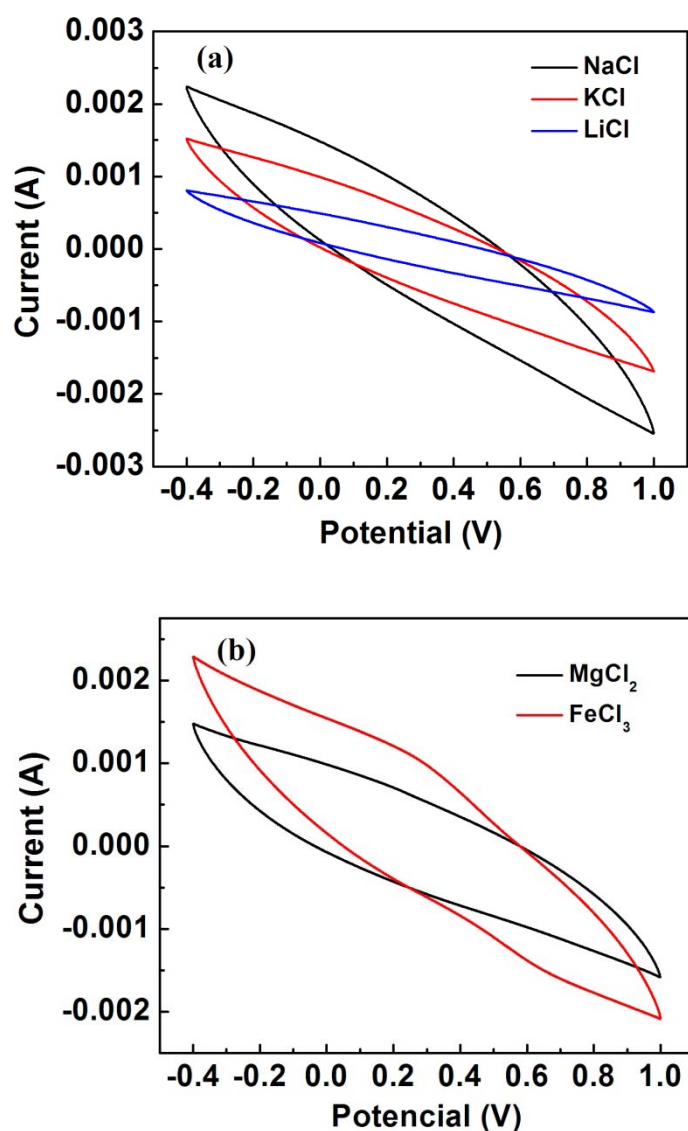 (a)
NaCl
KCl
LiCl
0.002
0.001
0.000
-0.001
-0.002
-0.003
Current (A)
-0.4 -0.2 0.0 0.2 0.4 0.6 0.8 1.0
Potential (V)
(b)
MgCl₂
FeCl₃
0.002
0.001
0.000
-0.001
-0.002
Current (A)
-0.4 -0.2 0.0 0.2 0.4 0.6 0.8 1.0
Potencial (V)